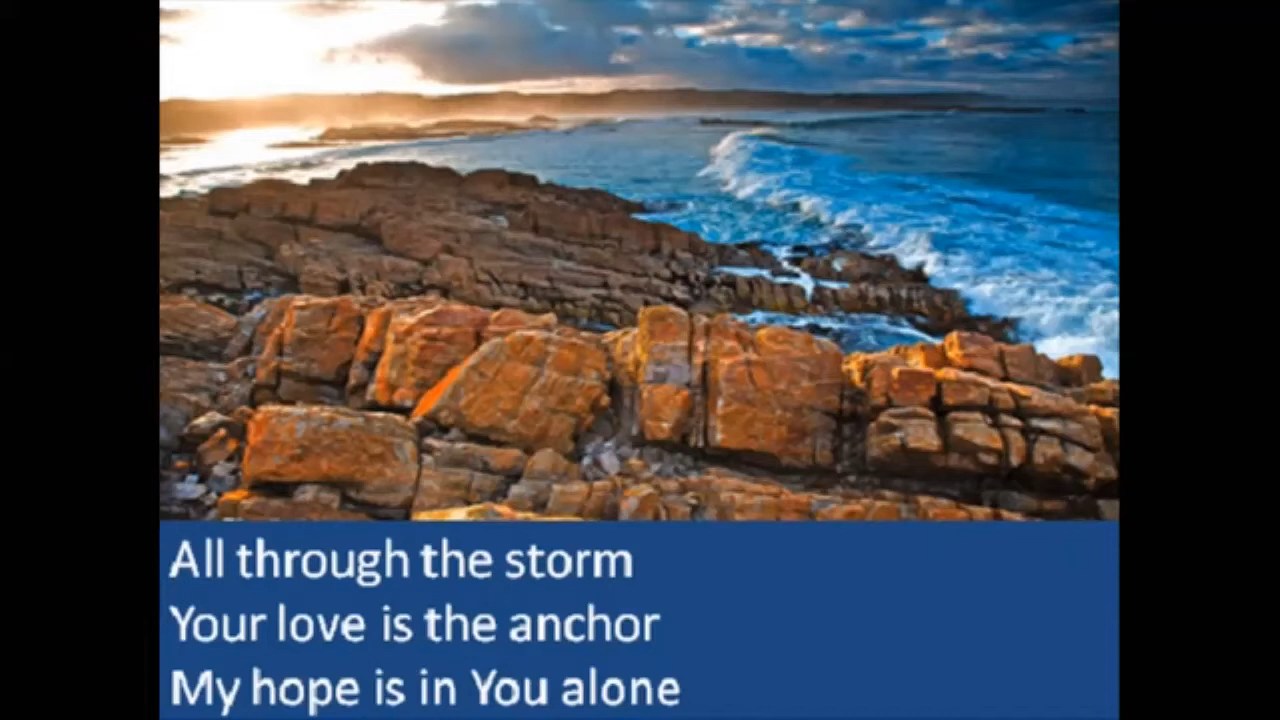 All through the storm
Your love is the anchor
My hope is in You alone